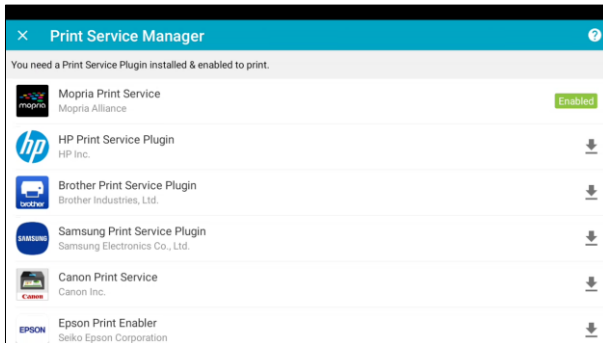 Print Service Manager
?
You need a Print Service Plugin installed & enabled to print.
mopria
Mopria Print Service
Mopria Alliance
Enabled
hp
HP Print Service Plugin
HP Inc.
brother
Brother Print Service Plugin
Brother Industries, Ltd.
SAMSUNG
Samsung Print Service Plugin
Samsung Electronics Co., Ltd.
Canon
Canon Print Service
Canon Inc.
EPSON
Epson Print Enabler
Seiko Epson Corporation